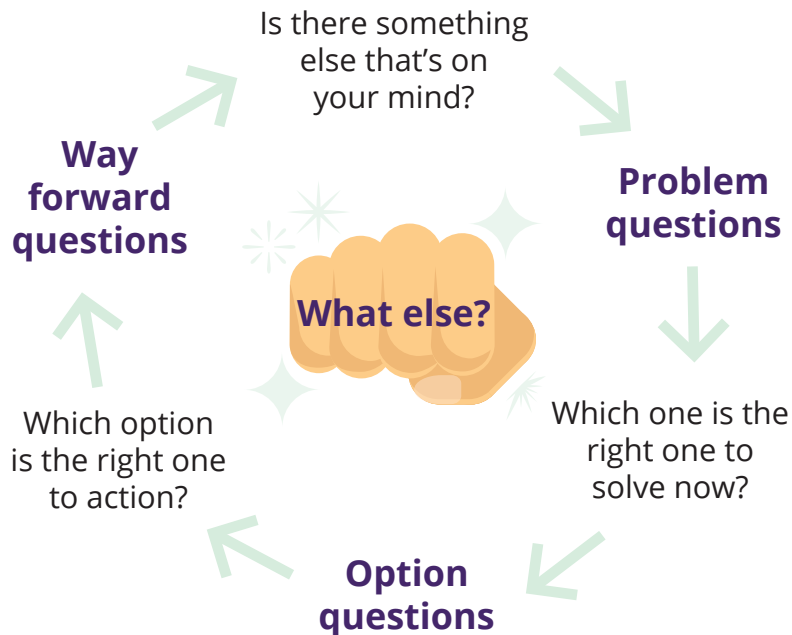 Is there something
else that’s on
your mind?
Problem
questions
Which one is the
right one to
solve now?
Option
questions
Which option
is the right one
to action?
Way
forward
questions
What else?